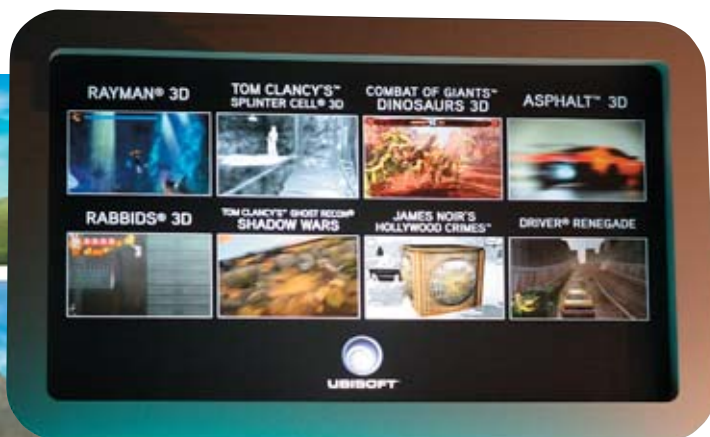 RAYMAN® 3D
TOM CLANCY'S™
SPLINTER CELL® 3D
COMBAT OF GIANTS™
DINOSAURS 3D
ASPHALT™ 3D
RABBIDS® 3D
TOM CLANCY'S™ GHOST RECON®
SHADOW WARS
JAMES NOIR'S
HOLLYWOOD CRIMES™
DRIVER® RENEGADE
UBISOFT™